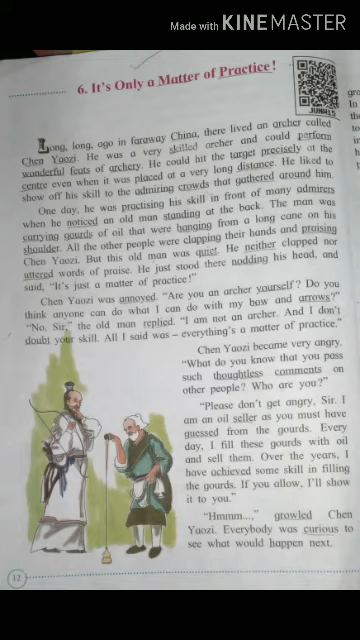 Made with KINEMASTER
6. It's Only a Matter of Practice!
JUNH15
Long, long, ago in faraway China, there lived an archer called
Chen Yaozi. He was a very skilled archer and could perform
wonderful feats of archery. He could hit the target precisely at the
centre even when it was placed at a very long distance. He liked to
show off his skill to the admiring crowds that gathered around him.
One day, he was practising his skill in front of many admirers
when he noticed an old man standing at the back. The man was
carrying gourds of oil that were hanging from a long cane on his
shoulder. All the other people were clapping their hands and praising
Chen Yaozi. But this old man was quiet. He neither clapped nor
uttered words of praise. He just stood there nodding his head, and
said, "It's just a matter of practice!"
Chen Yaozi was annoyed. "Are you an archer yourself? Do you
think anyone can do what I can do with my bow and arrows?"
"No, Sir," the old man replied. "I am not an archer. And I don't
doubt your skill. All I said was – everything's a matter of practice."
Chen Yaozi became very angry.
"What do you know that you pass
such thoughtless comments on
other people? Who are you?"
"Please don't get angry, Sir. I
am an oil seller as you must have
guessed from the gourds. Every
day, I fill these gourds with oil
and sell them. Over the years, I
have achieved some skill in filling
the gourds. If you allow, I'll show
it to you."
"Hmmm...," growled Chen
Yaozi. Everybody was curious to
see what would happen next.
12